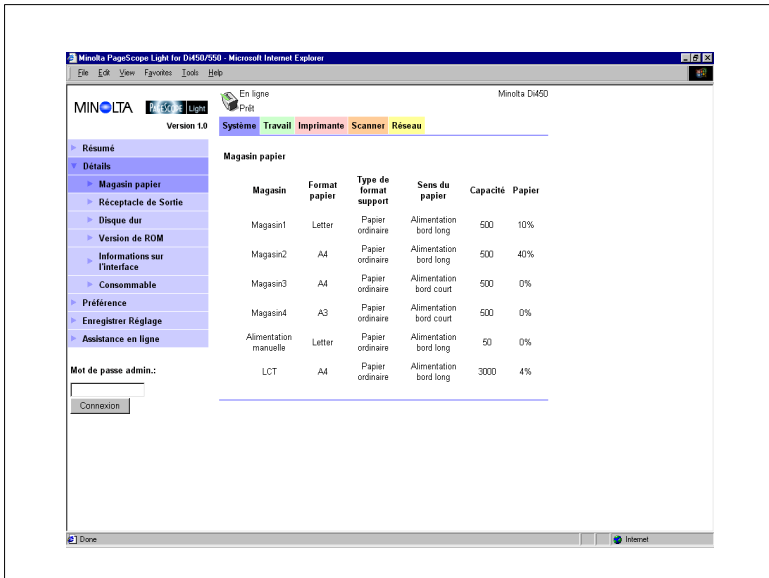 Minolta PageScope Light for Di450/550 - Microsoft Internet Explorer
File Edit View Favorites Tools Help
MINOLTA PAGESCOPE Light
Version 1.0
En ligne
Prêt
Minolta Di450
Système Travail Imprimante Scanner Réseau
Résumé
Détails
Magasin papier
Réceptacle de Sortie
Disque dur
Version de ROM
Informations sur
l'interface
Consommable
Préférence
Enregistrer Réglage
Assistance en ligne
Mot de passe admin.:
Connexion
Magasin papier
Magasin Format papier Type de format support Sens du papier Capacité Papier
Magasin1 Letter Papier ordinaire Alimentation bord long 500 10%
Magasin2 A4 Papier ordinaire Alimentation bord long 500 40%
Magasin3 A4 Papier ordinaire Alimentation bord court 500 0%
Magasin4 A3 Papier ordinaire Alimentation bord court 500 0%
Alimentation manuelle Letter Papier ordinaire Alimentation bord long 50 0%
LCT A4 Papier ordinaire Alimentation bord long 3000 4%
Done
Internet